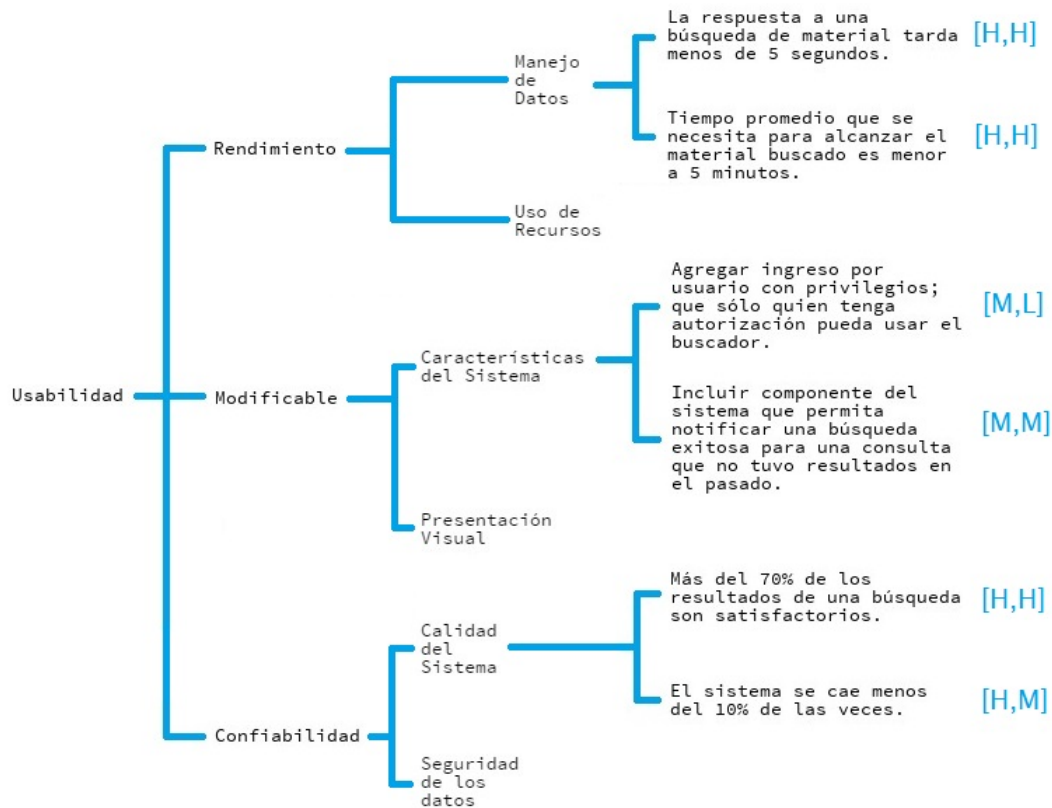 La respuesta a una
búsqueda de material tarda
menos de 5 segundos.
[H,H]
Manejo
de
Datos
Tiempo promedio que se
necesita para alcanzar el
material buscado es menor
a 5 minutos.
[H,H]
Rendimiento
Uso de
Recursos
Agregar ingreso por
usuario con privilegios;
que sólo quien tenga
autorización pueda usar el
buscador.
[M,L]
Características
del Sistema
Usabilidad
Modificable
Incluir componente del
sistema que permita
notificar una búsqueda
exitosa para una consulta
que no tuvo resultados en
el pasado.
[M,M]
Presentación
Visual
Más del 70% de los
resultados de una búsqueda
son satisfactorios.
[H,H]
Calidad
del
Sistema
El sistema se cae menos
del 10% de las veces.
[H,M]
Confiabilidad
Seguridad
de los
datos